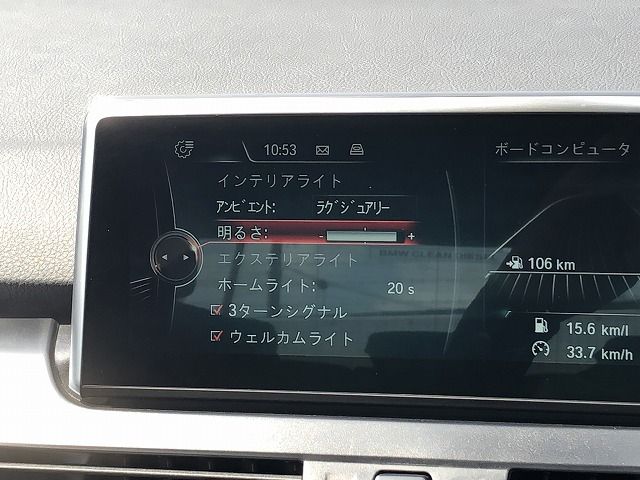 10:53
ボードコンピュータ
インテリアライト
アンビエント: ラグジュアリー
明るさ: - +
エクステリアライト
BMW CLEAN DIESEL
106 km
ホームライト: 20 s
3ターンシグナル
15.6 km/l
ウェルカムライト
33.7 km/h